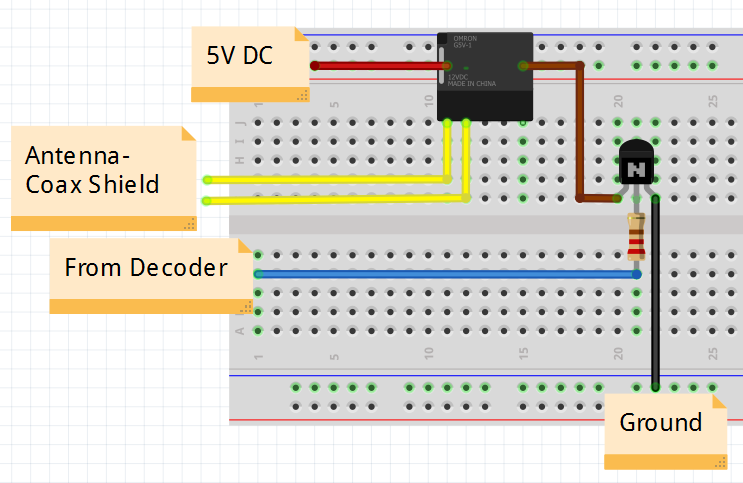 5V DC
OMRON
G5V-1
12VDC
MADE IN CHINA
Antenna-
Coax Shield
From Decoder
Ground
1 5 10 15 20 25
J
I
H
A
1 5 10 15 20 25
N